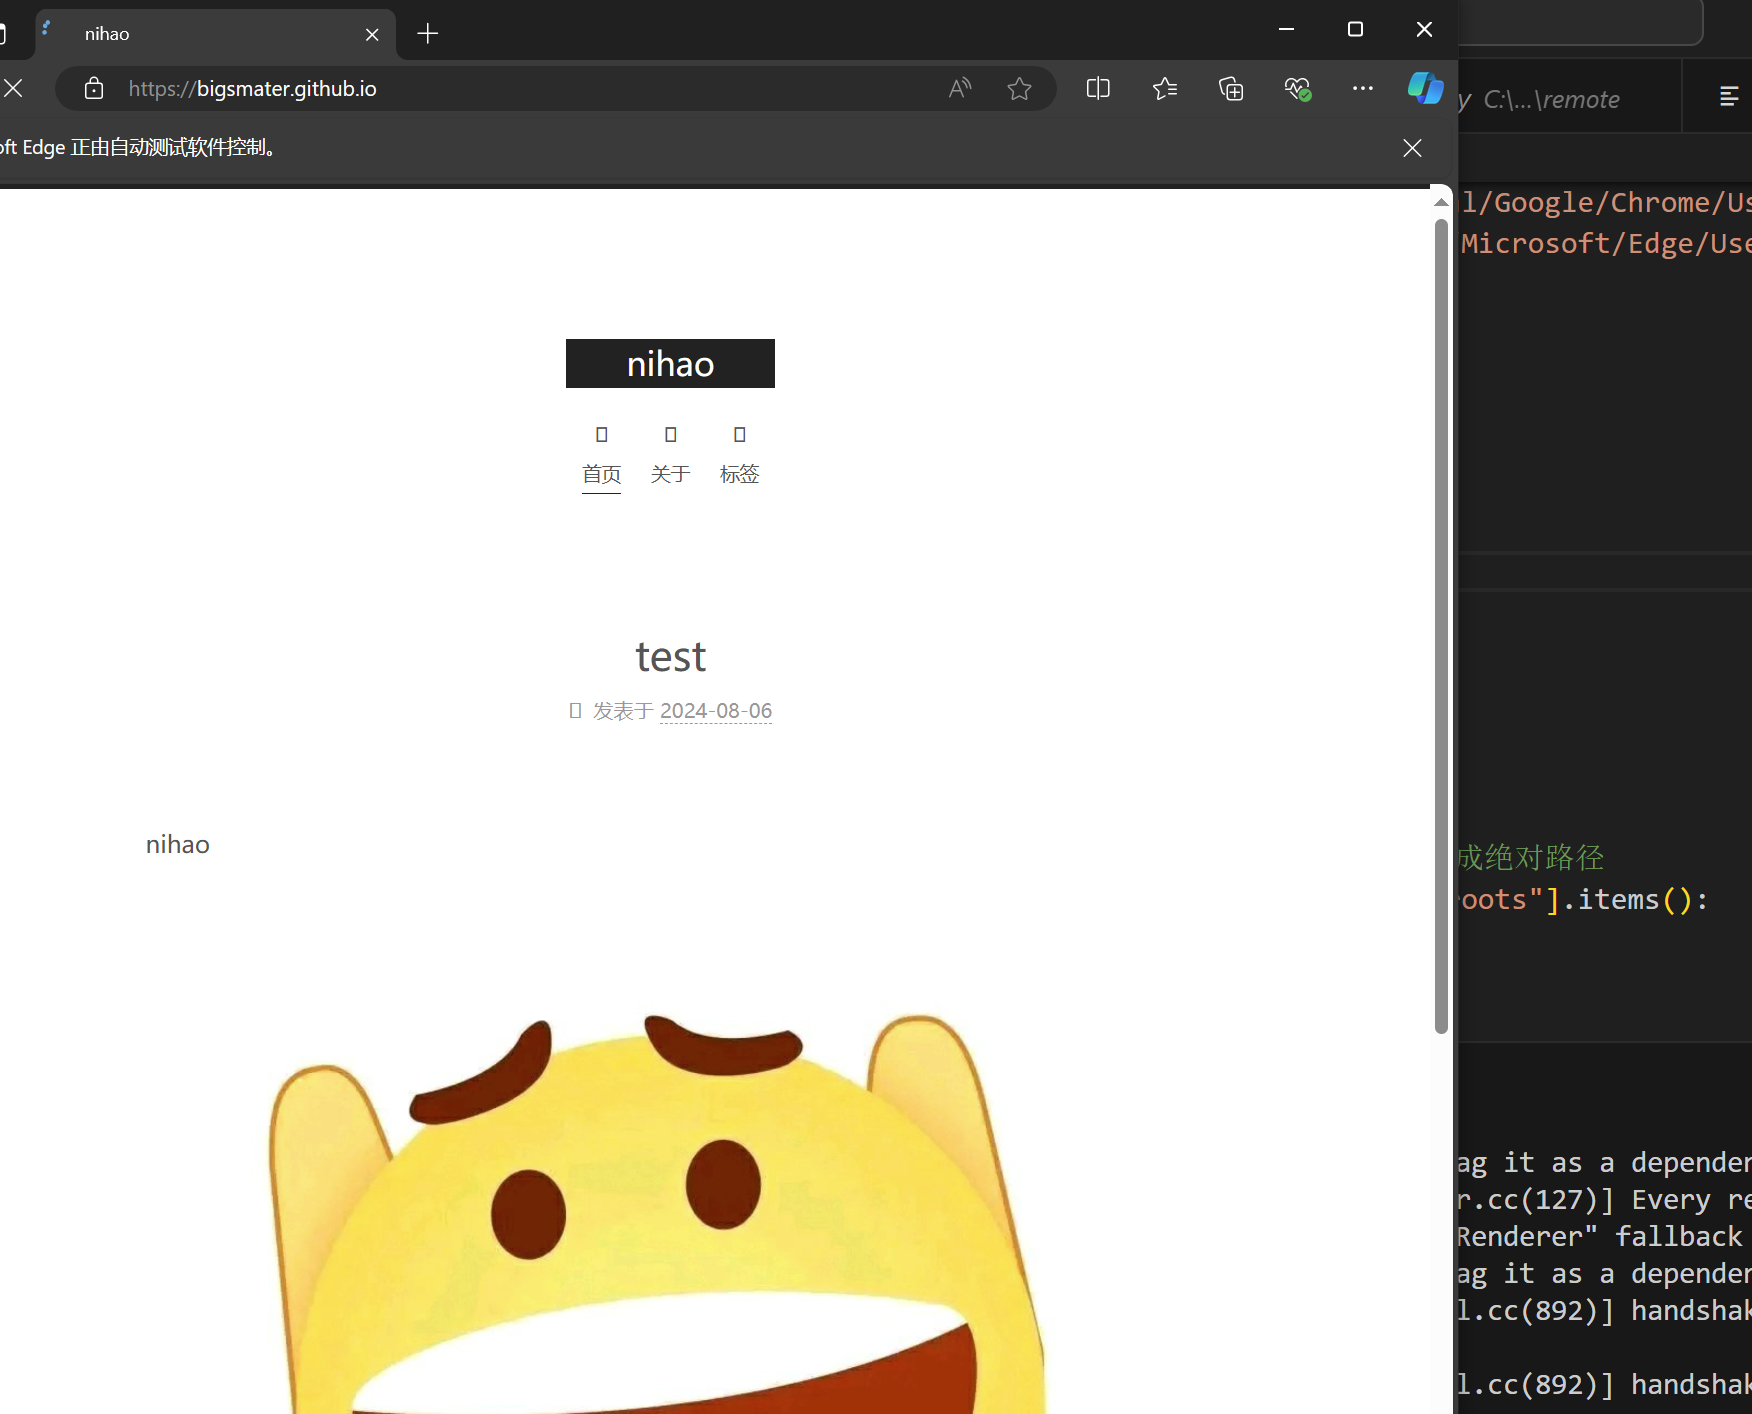 nihao
https://bigsmater.github.io
y C:\...\remote
oft Edge 正由自动测试软件控制。
l/Google/Chrome/Us
Microsoft/Edge/Use
nihao
首页 关于 标签
test
发表于 2024-08-06
nihao
成绝对路径
oots"].items():
ag it as a depender
r.cc(127)] Every re
Renderer" fallback
ag it as a depender
l.cc(892)] handshak
l.cc(892)] handshak